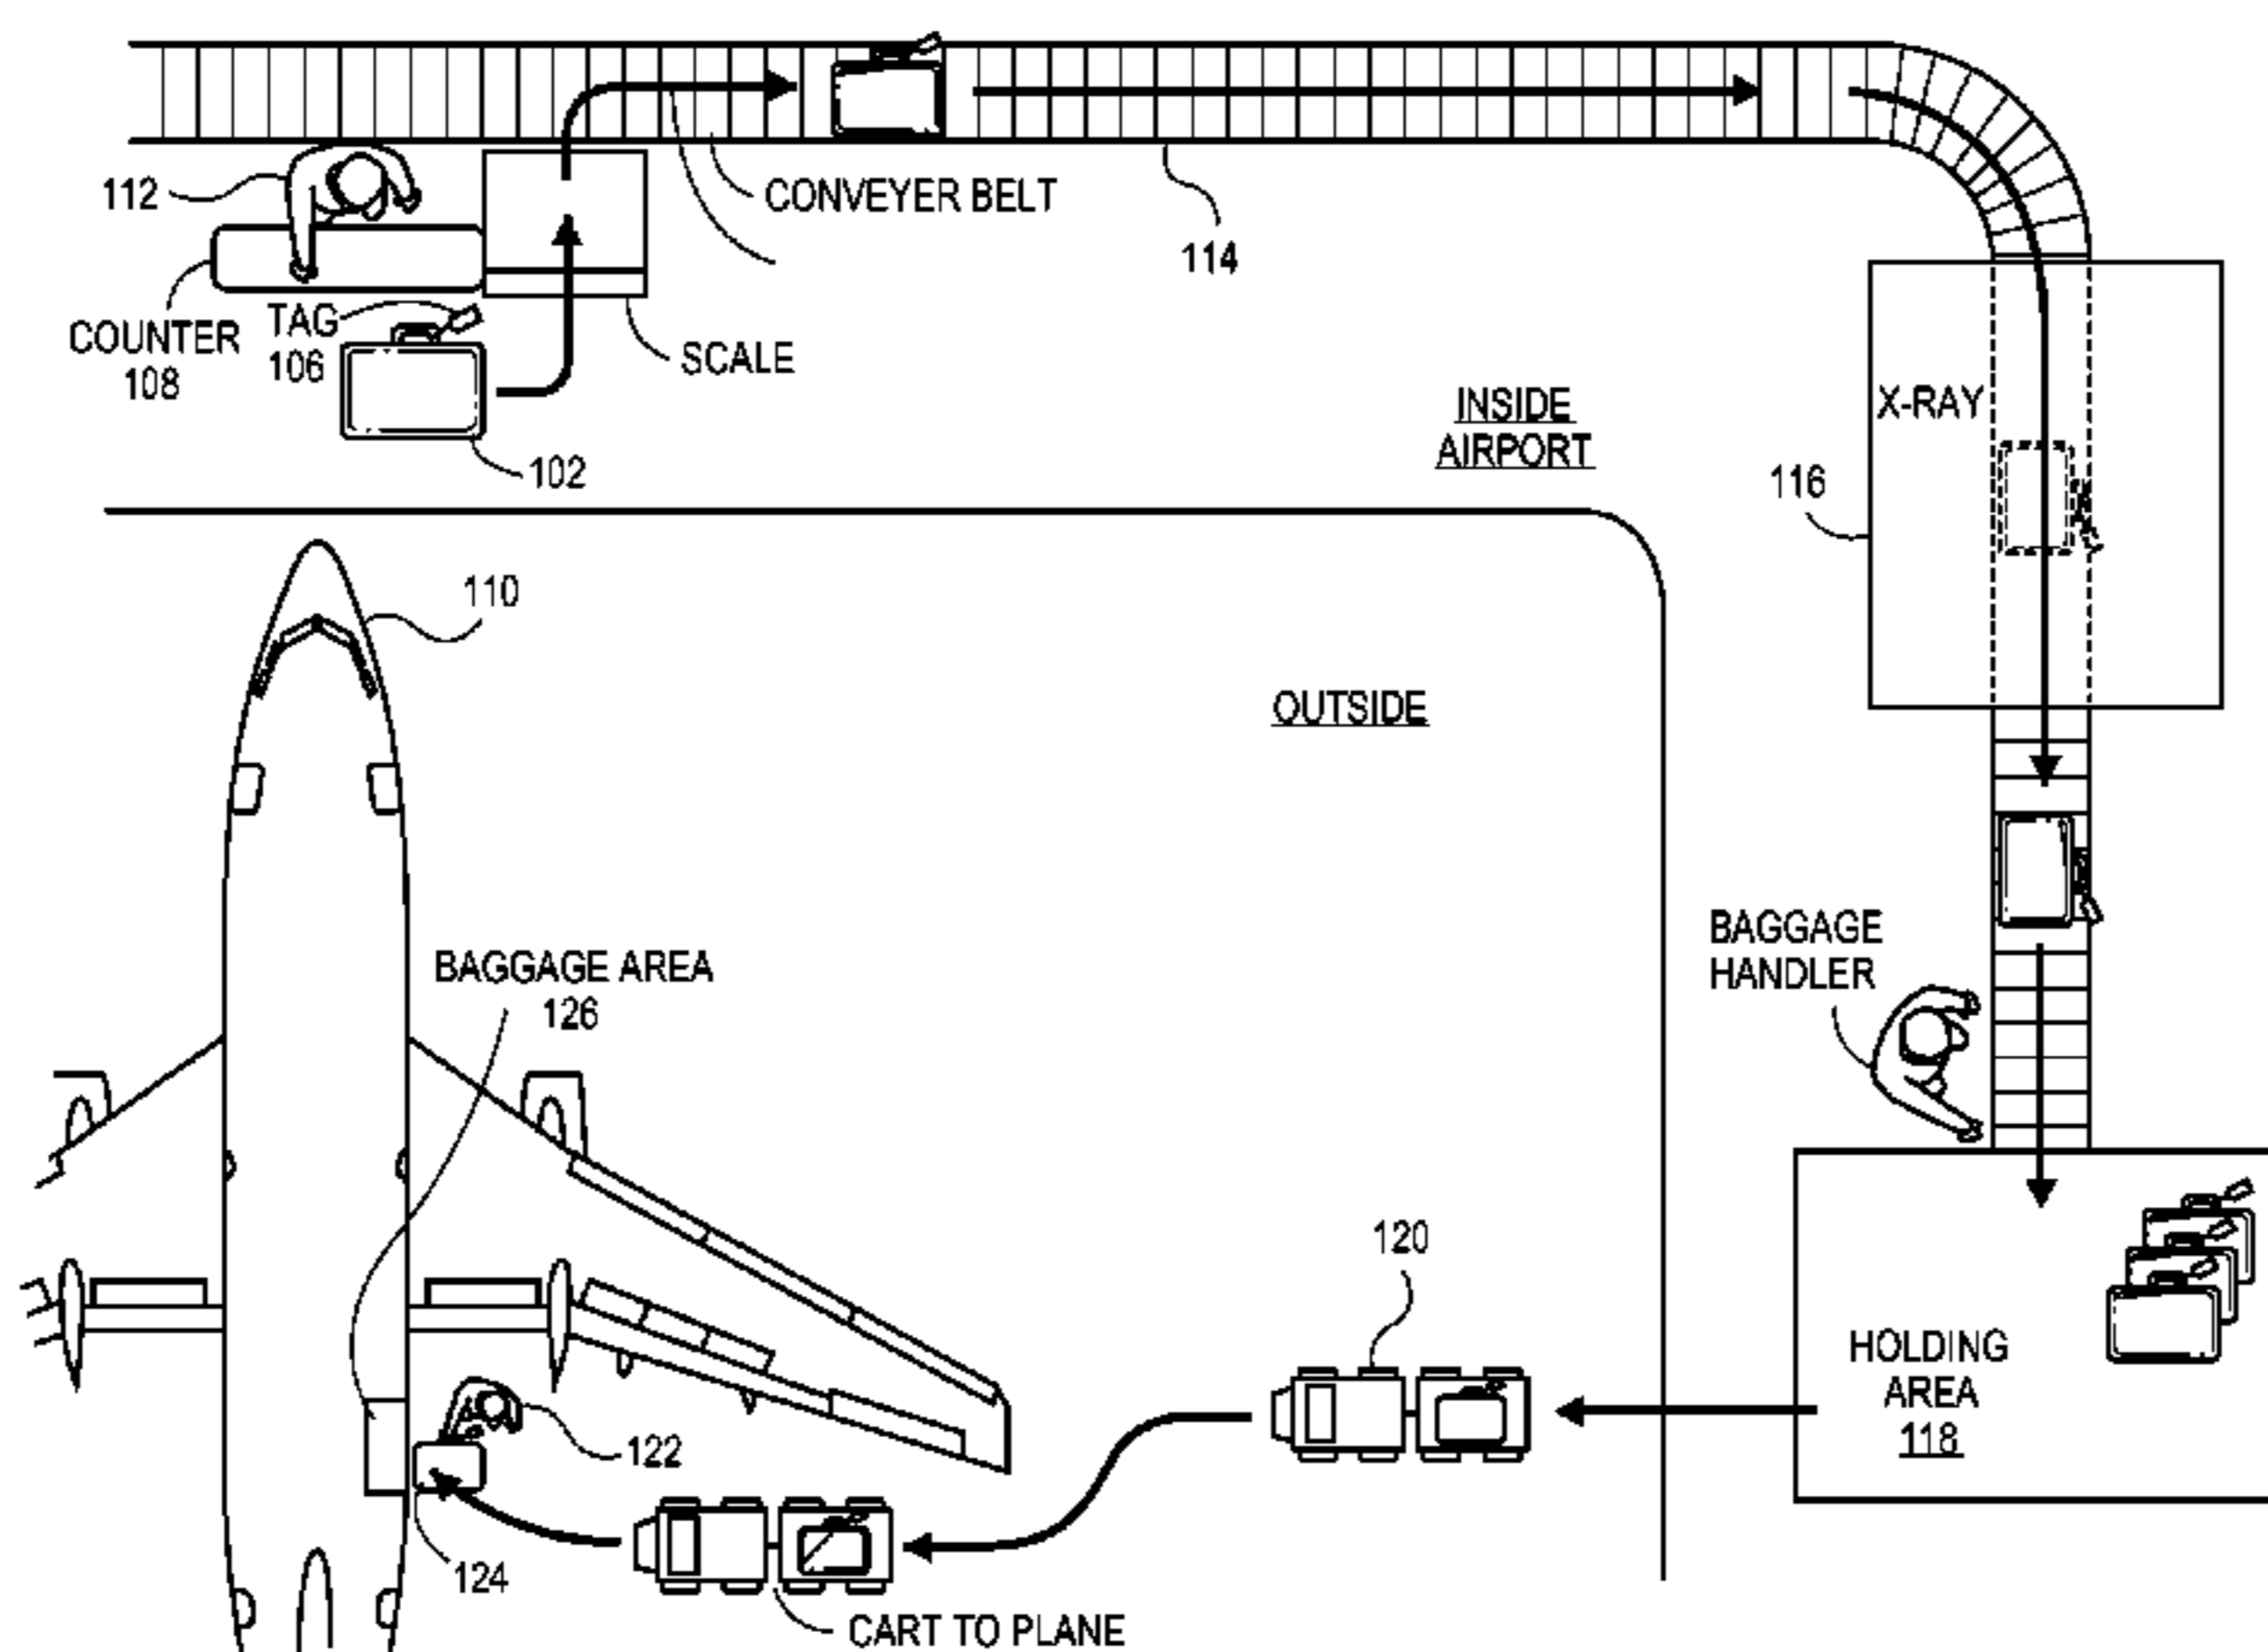 112
CONVEYER BELT
114
COUNTER
108
TAG
106
SCALE
102
INSIDE
AIRPORT
X-RAY
116
110
OUTSIDE
BAGGAGE AREA
126
BAGGAGE
HANDLER
120
HOLDING
AREA
118
122
124
CART TO PLANE